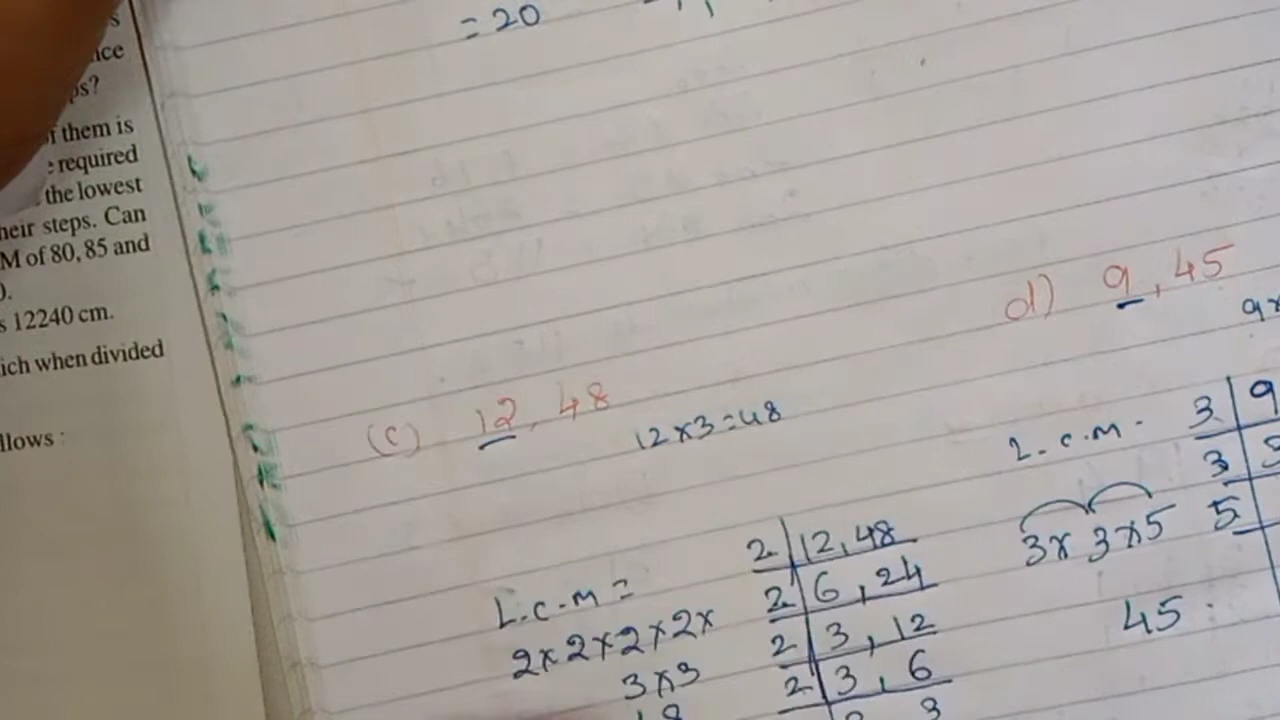 ps?
of them is
required
the lowest
heir steps. Can
M of 80, 85 and
s 12240 cm.
ich when divided
llows :
= 20
(c) 12, 48
12×3=48
L.c.m =
2×2×2×2×
3×3
2 | 12, 48
2 | 6, 24
2 | 3, 12
2 | 3, 6
3
d) 9, 45
L.c.m.
3×3×5
45
3 | 9
3
5